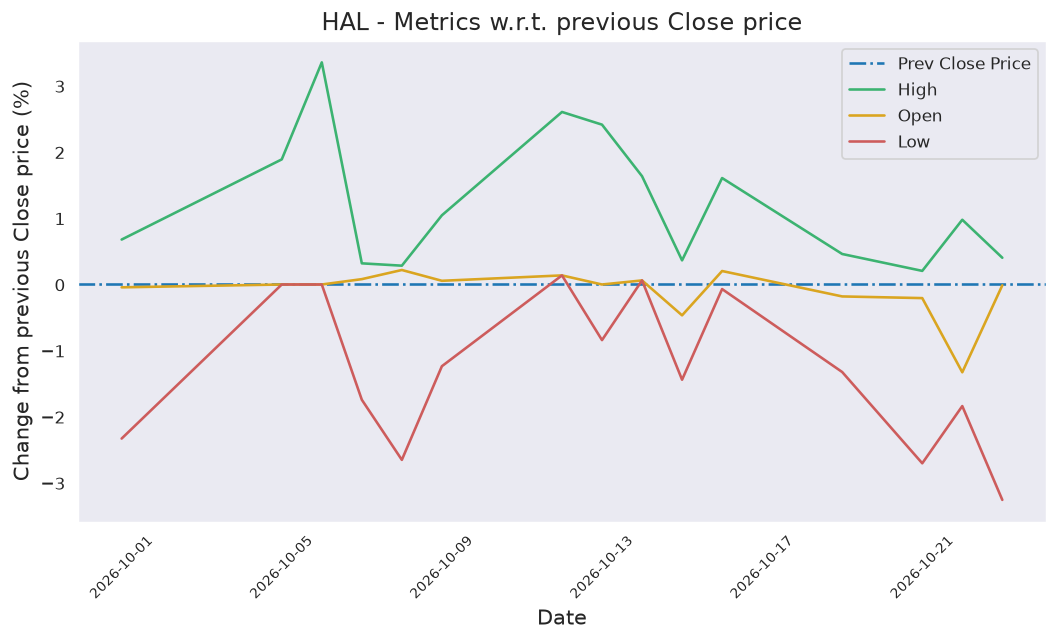 HAL - Metrics w.r.t. previous Close price
Prev Close Price
High
Open
Low
Change from previous Close price (%)
3
2
1
0
−1
−2
−3
2026-10-01
2026-10-05
2026-10-09
2026-10-13
2026-10-17
2026-10-21
Date